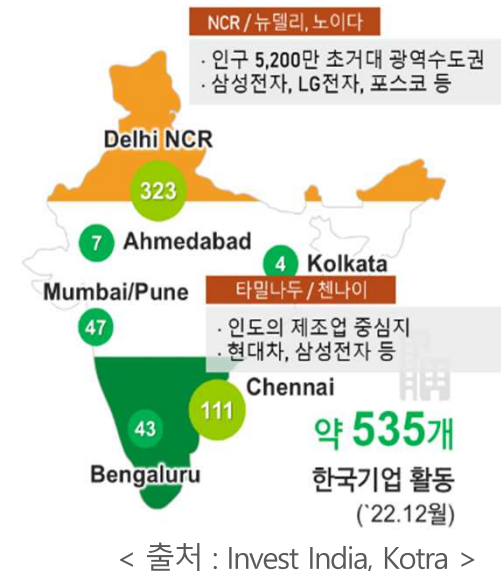 NCR / 뉴델리, 노이다
· 인구 5,200만 초거대 광역수도권
· 삼성전자, LG전자, 포스코 등
Delhi NCR
323
7
Ahmedabad
4
Kolkata
Mumbai/Pune
47
타밀나두 / 첸나이
· 인도의 제조업 중심지
· 현대차, 삼성전자 등
Chennai
111
43
Bengaluru
약 535개
한국기업 활동
(`22.12월)
< 출처 : Invest India, Kotra >